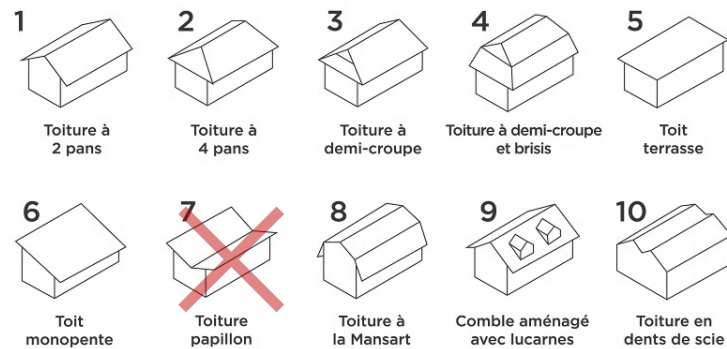 1
Toiture à
2 pans
2
Toiture à
4 pans
3
Toiture à
demi-croupe
4
Toiture à demi-croupe
et brisis
5
Toit
terrasse
6
Toit
monopente
7
Toiture
papillon
8
Toiture à
la Mansart
9
Comble aménagé
avec lucarnes
10
Toiture en
dents de scie